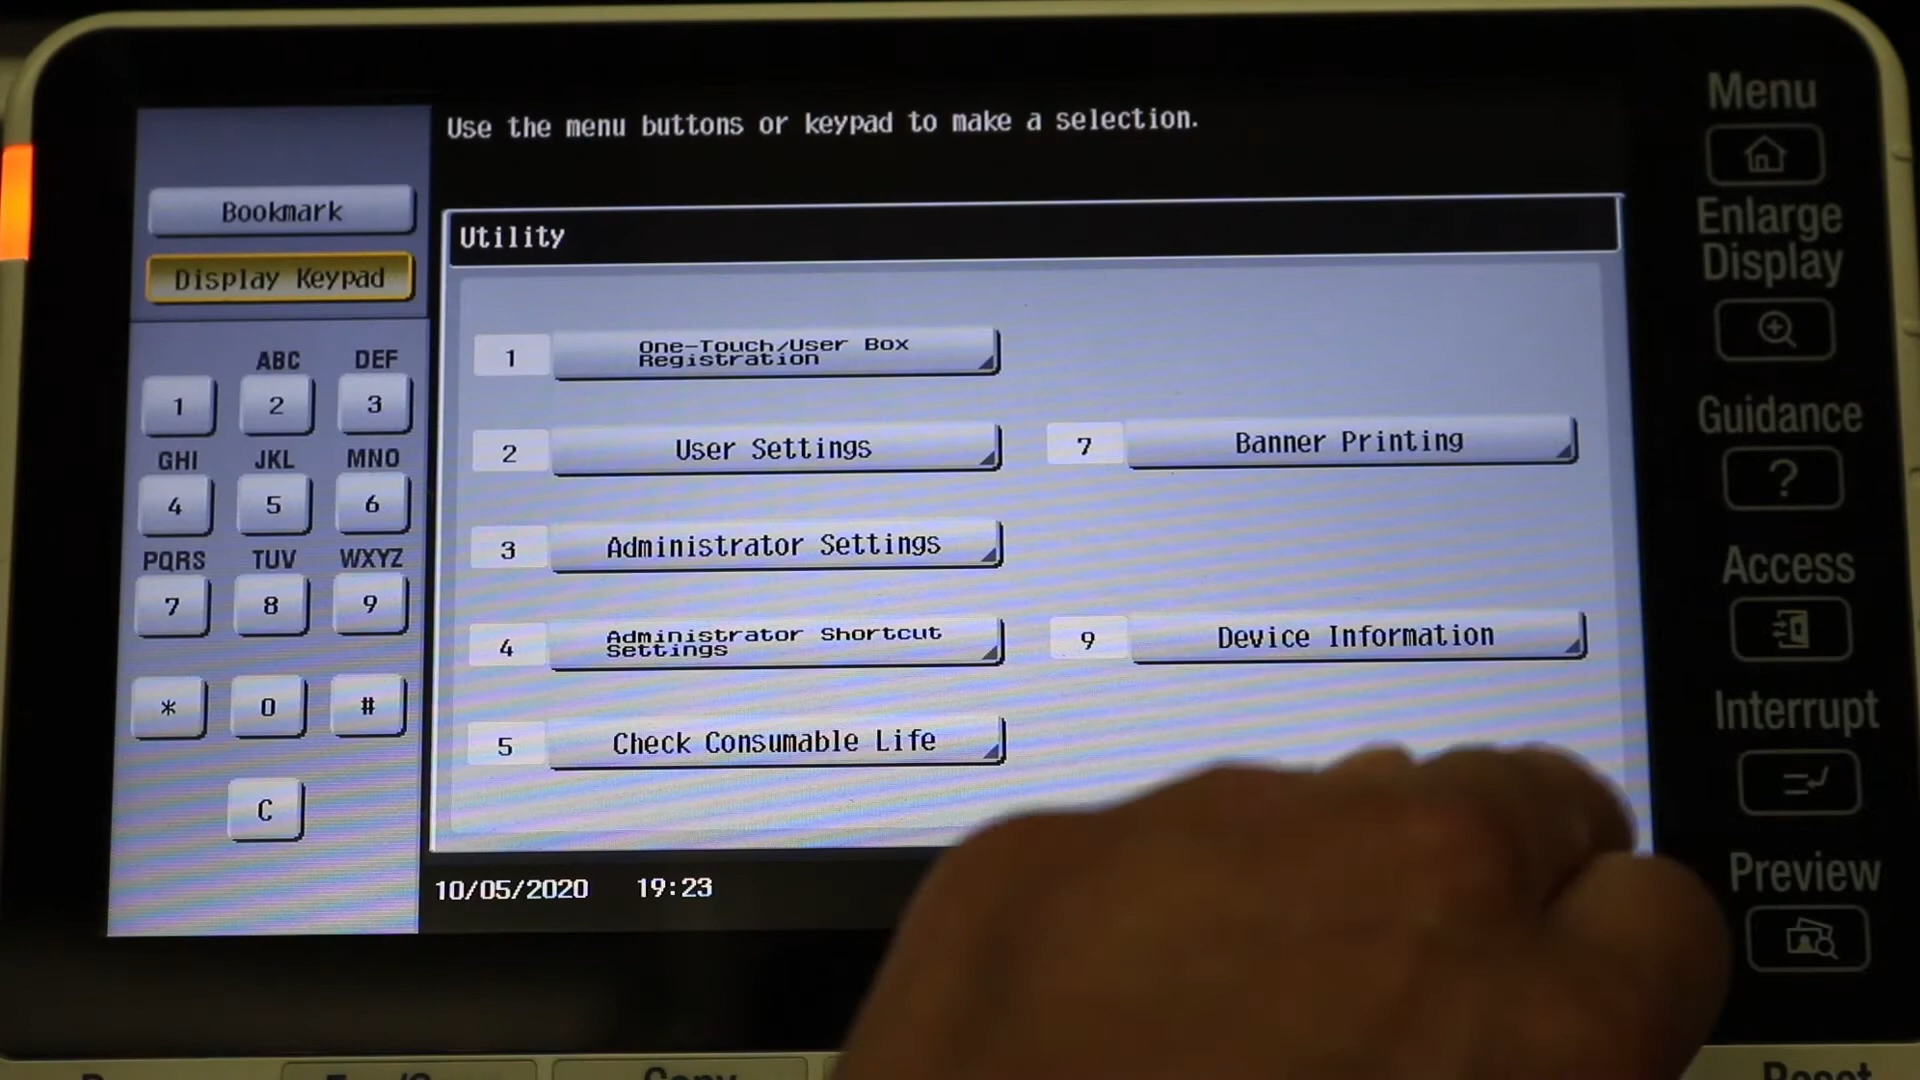 Use the menu buttons or keypad to make a selection.
Bookmark
Display Keypad
ABC DEF
1 2 3
GHI JKL MNO
4 5 6
PQRS TUV WXYZ
7 8 9
* 0 #
C
Utility
1 One-Touch/User Box
Registration
2 User Settings
7 Banner Printing
3 Administrator Settings
4 Administrator Shortcut
Settings
9 Device Information
5 Check Consumable Life
10/05/2020 19:23
Menu
Enlarge
Display
Guidance
?
Access
Interrupt
Preview
Copy
Reset